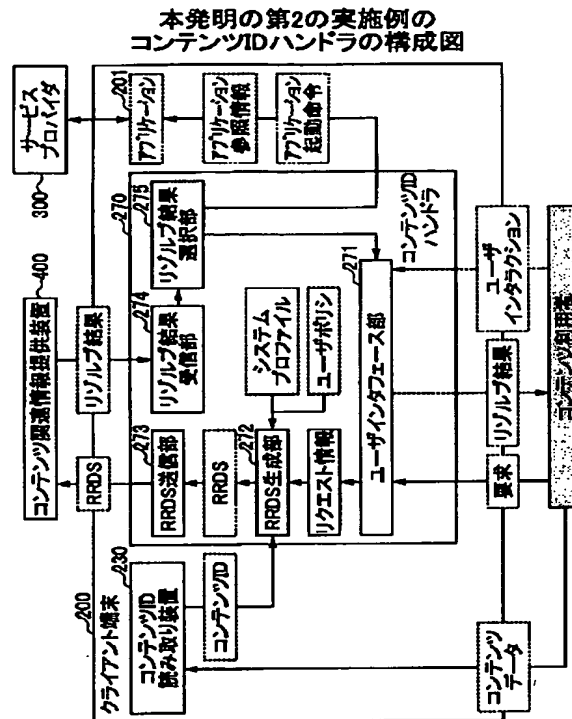 本発明の第2の実施例の
コンテンツIDハンドラの構成図
サービス
プロバイダ
300
コンテンツ関連情報提供装置
400
クライアント端末
200
リゾルブ結果
RRDS
アプリケーション
201
アプリケーション
参照情報
アプリケーション
起動命令
270
コンテンツID
ハンドラ
リゾルブ結果
選択部
275
リゾルブ結果
受信部
274
RRDS送信部
273
RRDS
システム
プロファイル
ユーザポリシ
RRDS生成部
272
リクエスト情報
ユーザインタフェース部
271
コンテンツID
読み取り装置
230
コンテンツID
ユーザ
インタラクション
リゾルブ結果
要求
コンテンツ
データ
コンテンツ利用者